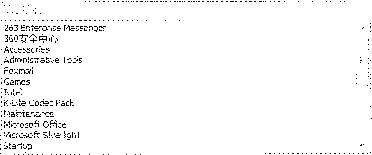 263 Enterprise Messenger
360安全中心
Accessories
Administrative Tools
Foxmail
Games
Intel
K-Lite Codec Pack
Maintenance
Microsoft Office
Microsoft Silverlight
Startup